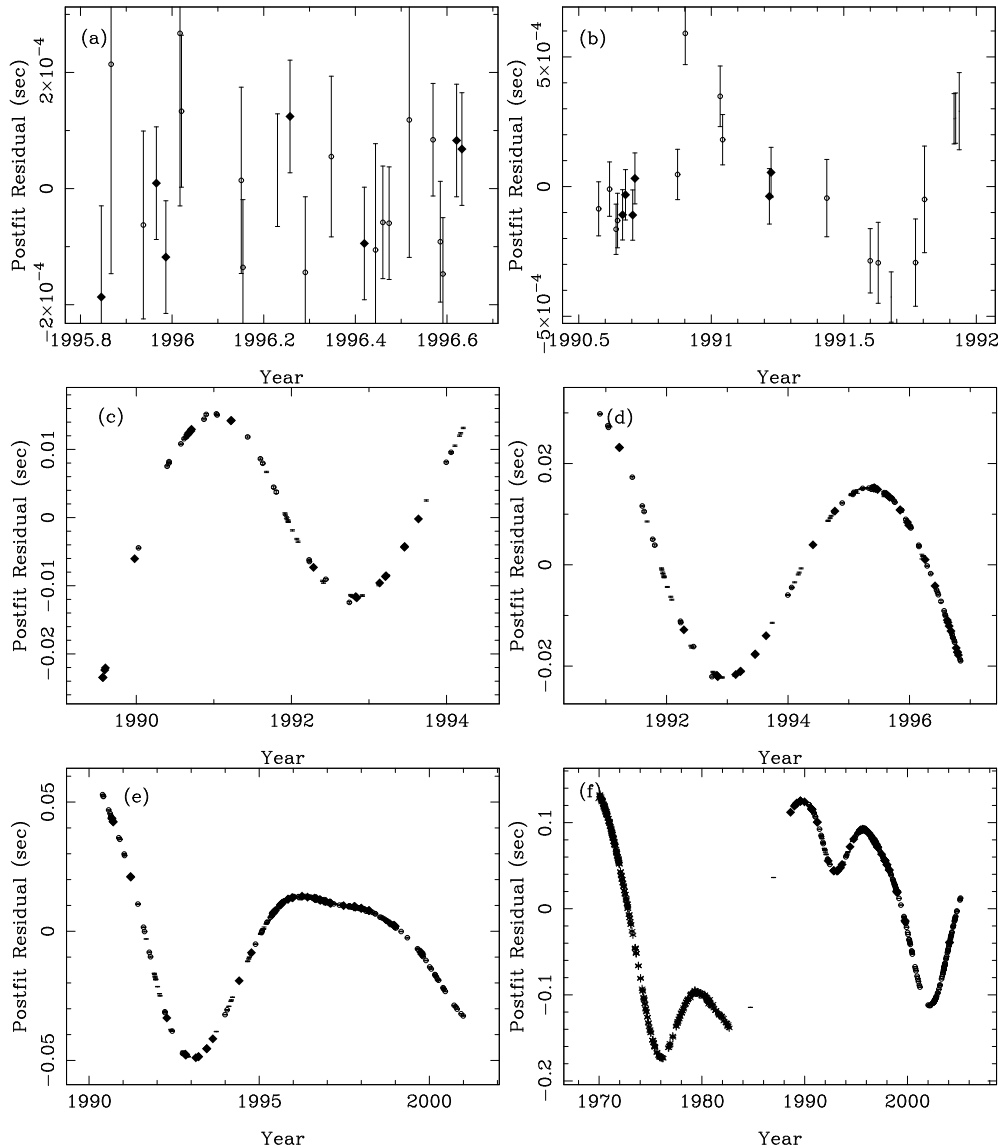 (a)
Postfit Residual (sec)
2×10⁻⁴
0
−2×10⁻⁴
1995.8 1996 1996.2 1996.4 1996.6
Year
(b)
Postfit Residual (sec)
5×10⁻⁴
0
−5×10⁻⁴
1990.5 1991 1991.5 1992
Year
(c)
Postfit Residual (sec)
0.01
0
−0.01
−0.02
1990 1992 1994
Year
(d)
Postfit Residual (sec)
0.02
0
−0.02
1992 1994 1996
Year
(e)
Postfit Residual (sec)
0.05
0
−0.05
1990 1995 2000
Year
(f)
Postfit Residual (sec)
0.1
0
−0.1
−0.2
1970 1980 1990 2000
Year